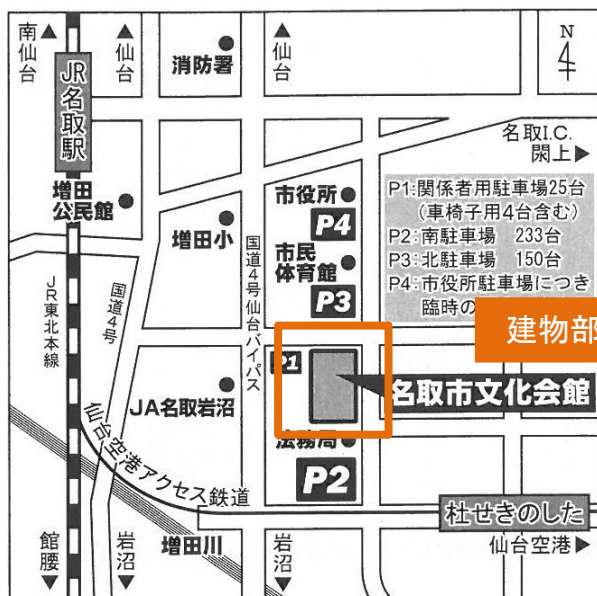 南仙台
仙台
仙台
N
消防署
JR名取駅
名取I.C.
閖上
増田
公民館
増田小
市役所
P4
市民
体育館
P3
P1:関係者用駐車場25台
(車椅子用4台含む)
P2:南駐車場 233台
P3:北駐車場 150台
P4:市役所駐車場につき
臨時の
建物部
JR東北本線
国道4号
国道4号仙台バイパス
P1
名取市文化会館
JA名取岩沼
法務局
P2
仙台空港アクセス鉄道
杜せきのした
仙台空港
増田川
館腰
岩沼
岩沼